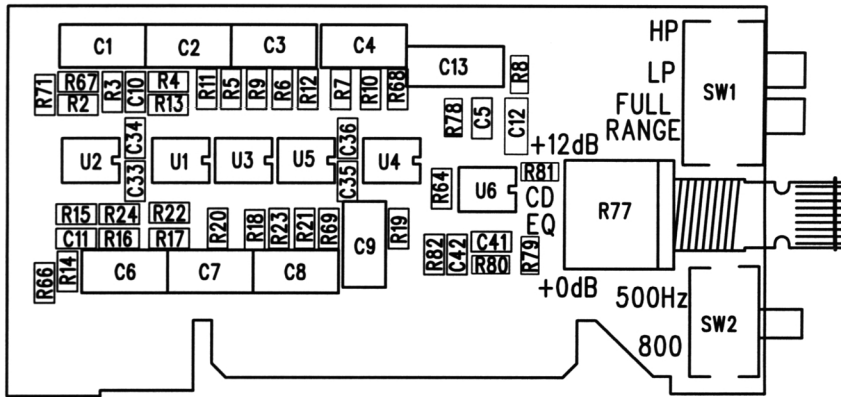 C1 C2 C3 C4 HP
R71 R67 R3 C10 R4 R11 R5 R9 R6 R12 R7 R10 R68 C13 R8 LP SW1
R2 R13 R78 C5 C12 FULL
RANGE
C34 C36 +12dB
U2 U1 U3 U5 U4
C33 C35 R64 U6 R81
CD R77
R15 R24 R22 R20 R18 R23 R21 R69 C9 R19 EQ
C11 R16 R17 R82 C42 C41 R79
R66 R14 C6 C7 C8 R80
+0dB 500Hz
SW2
800